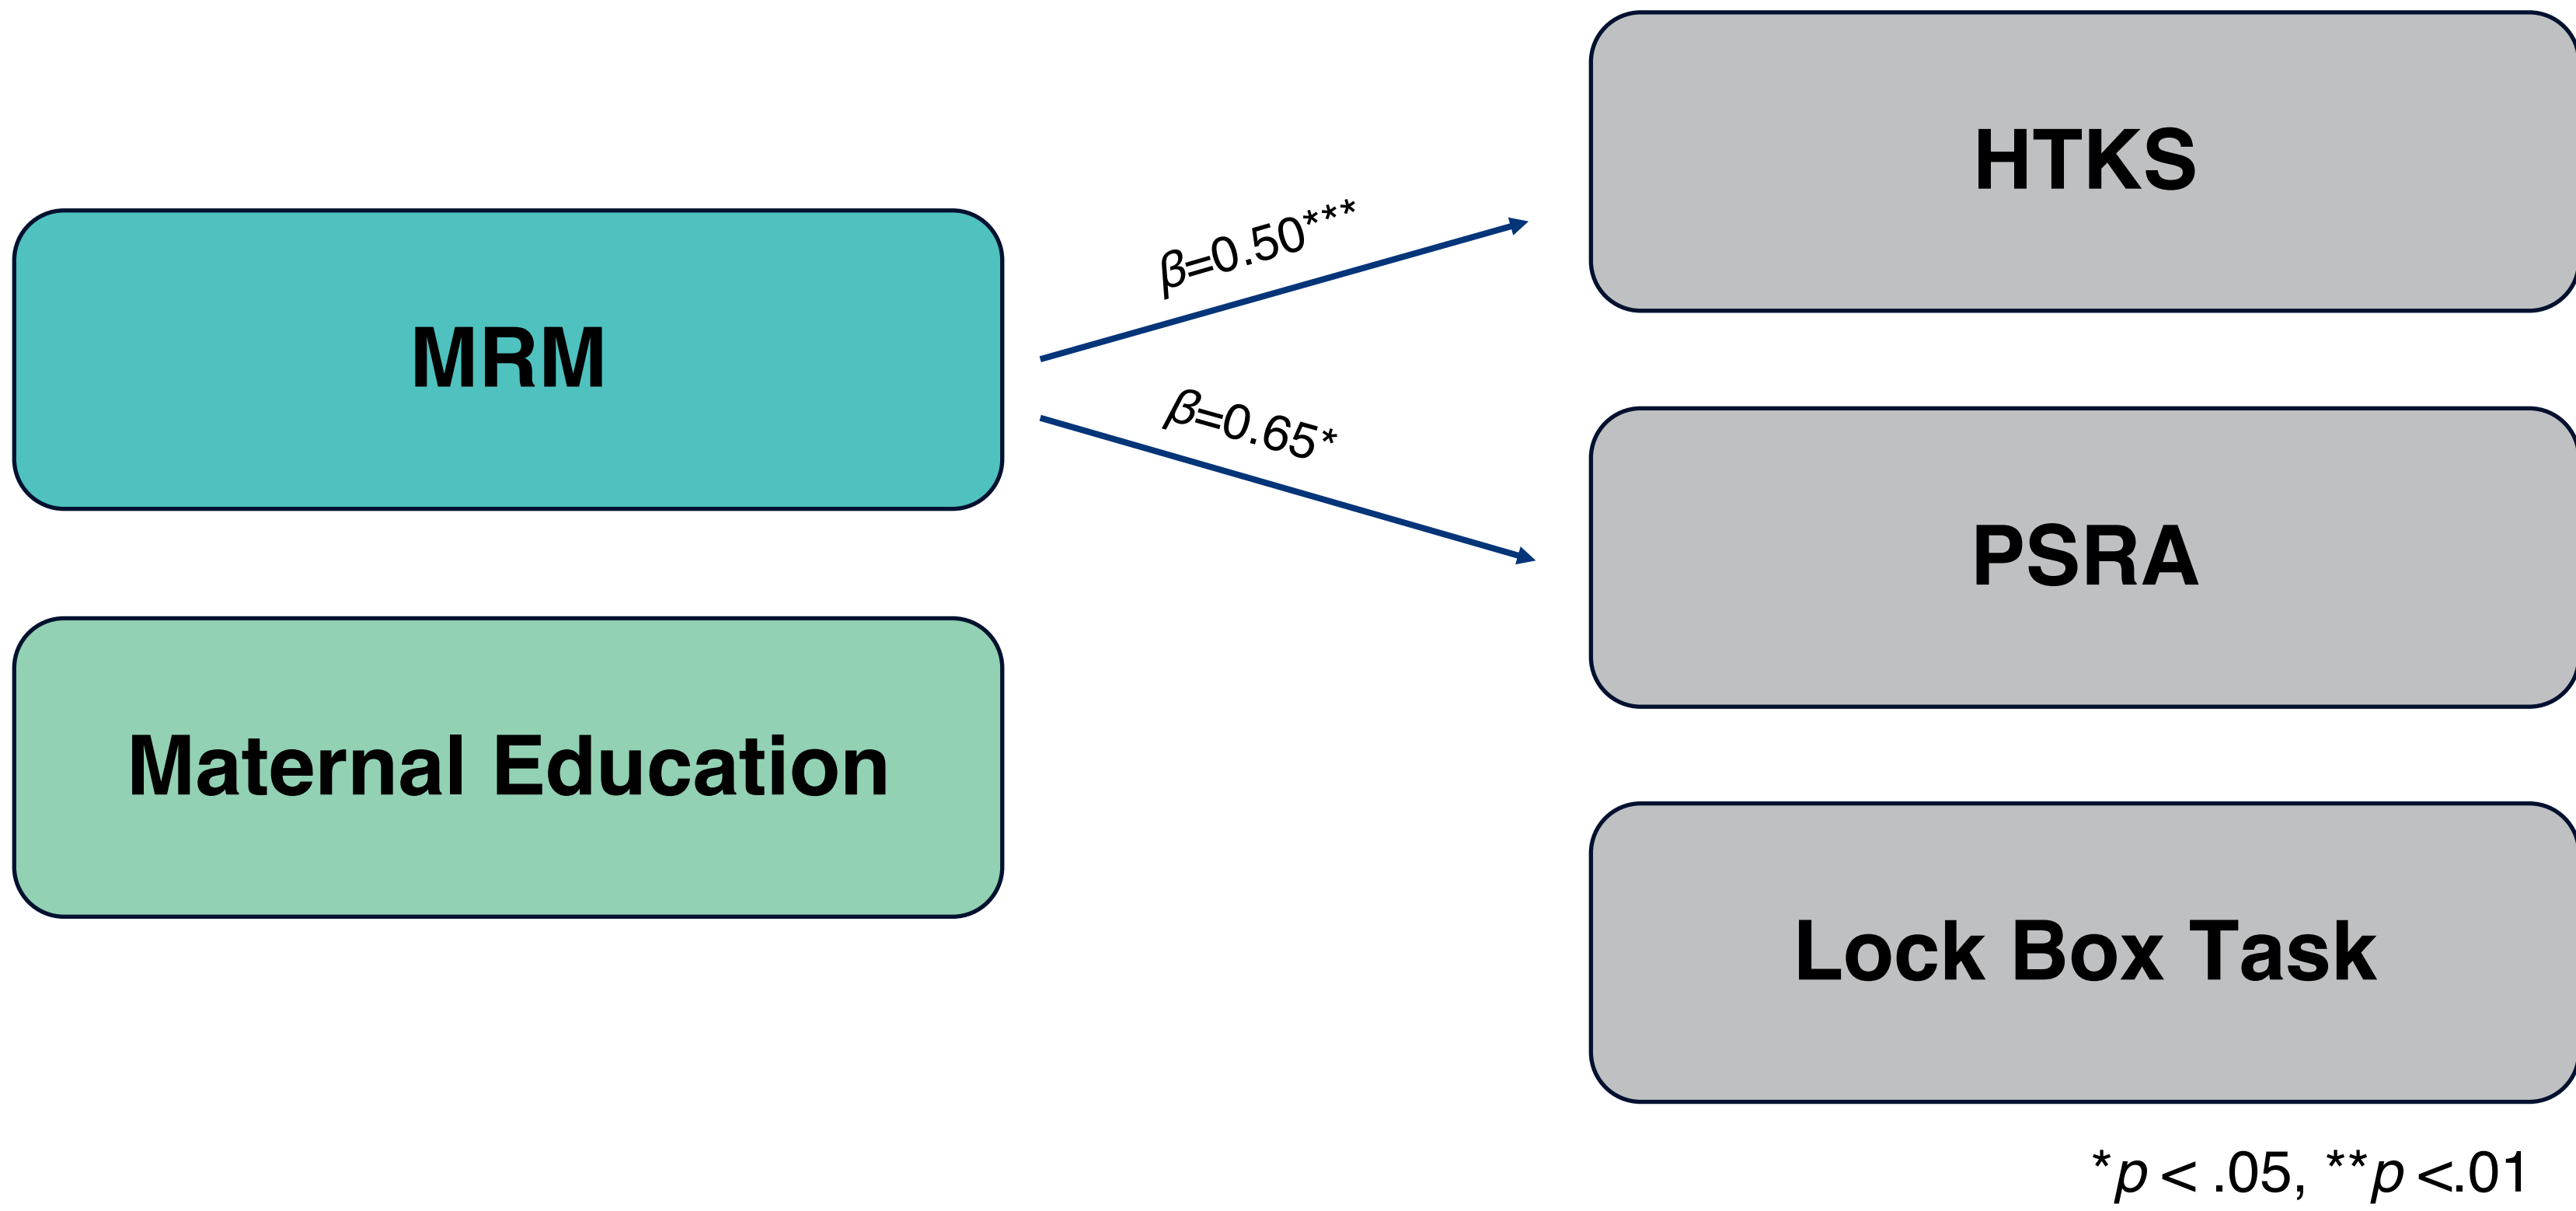 HTKS
β=0.50***
MRM
β=0.65*
PSRA
Maternal Education
Lock Box Task
*p < .05, **p <.01